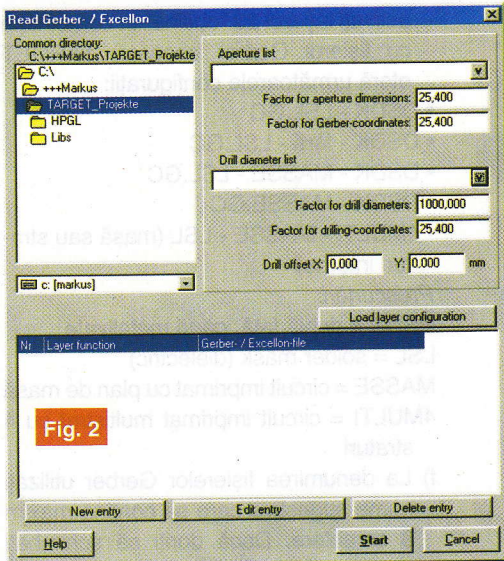 Read Gerber- / Excellon
Common directory:
C:\+++Markus\TARGET_Projekte
C:\
+++Markus
TARGET_Projekte
HPGL
Libs
c: [markus]
Aperture list
Factor for aperture dimensions: 25,400
Factor for Gerber-coordinates: 25,400
Drill diameter list
Factor for drill diameters: 1000,000
Factor for drilling-coordinates: 25,400
Drill offset X: 0,000 Y: 0,000 mm
Load layer configuration
Nr Layer function Gerber- / Excellon-file
Fig. 2
New entry Edit entry Delete entry
Help Start Cancel